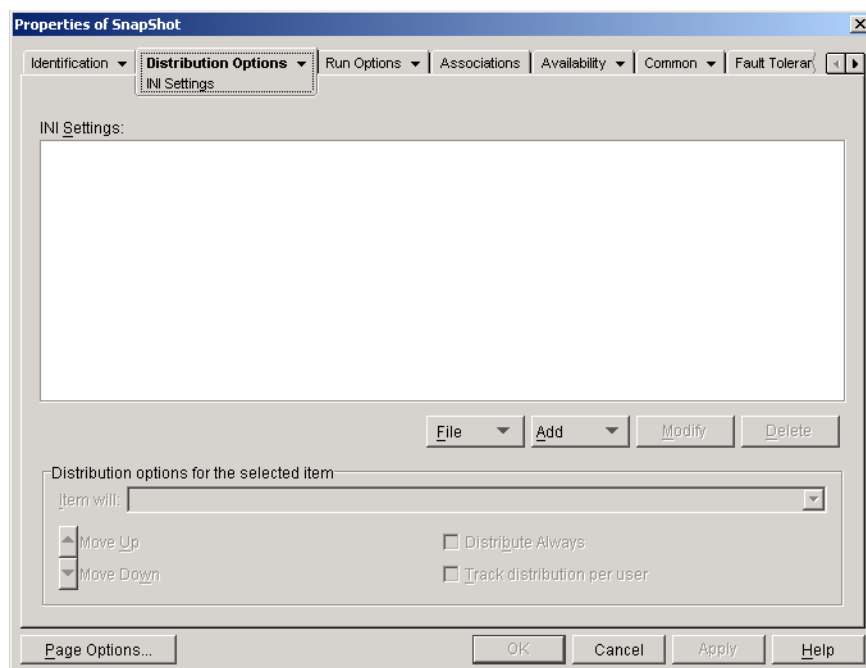 Properties of SnapShot
Identification Distribution Options Run Options Associations Availability Common Fault Toleran
INI Settings
INI Settings:
File Add Modify Delete
Distribution options for the selected item
Item will:
Move Up Distribute Always
Move Down Track distribution per user
Page Options... OK Cancel Apply Help